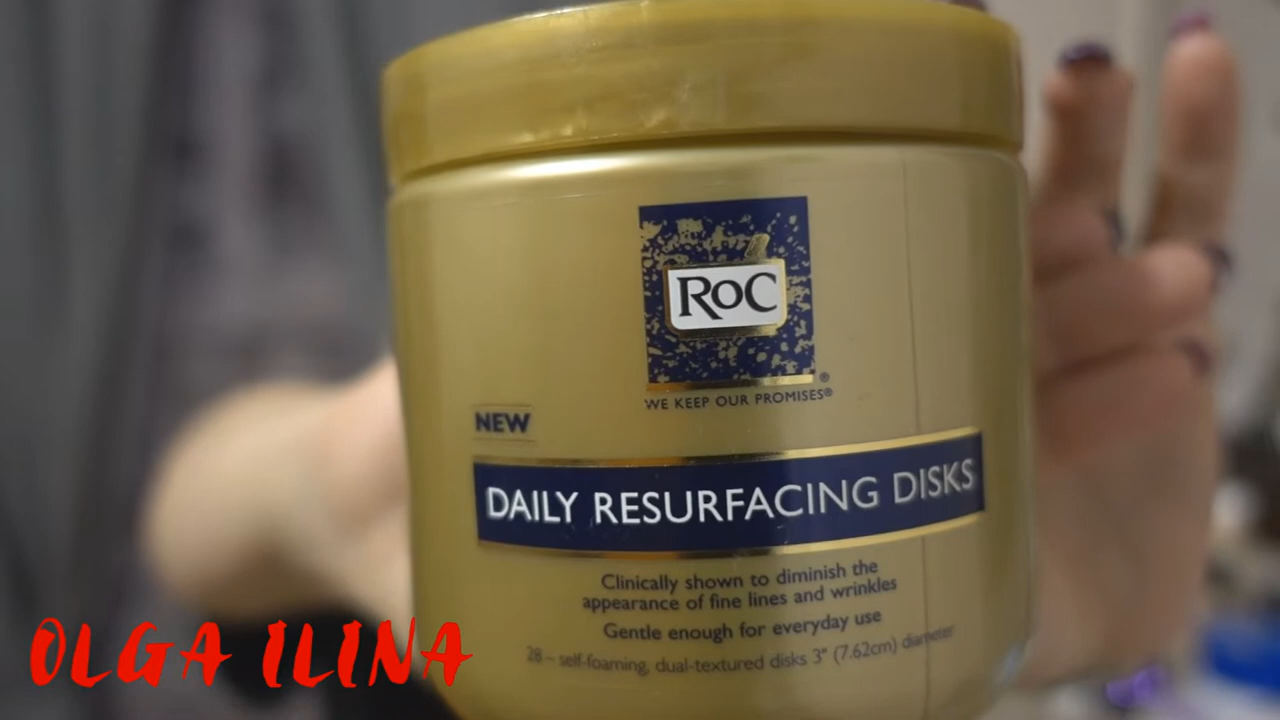 RoC
®
WE KEEP OUR PROMISES®
NEW
DAILY RESURFACING DISKS
Clinically shown to diminish the
appearance of fine lines and wrinkles
Gentle enough for everyday use
28 – self-foaming, dual-textured disks 3" (7.62cm) diameter
OLGA ILINA